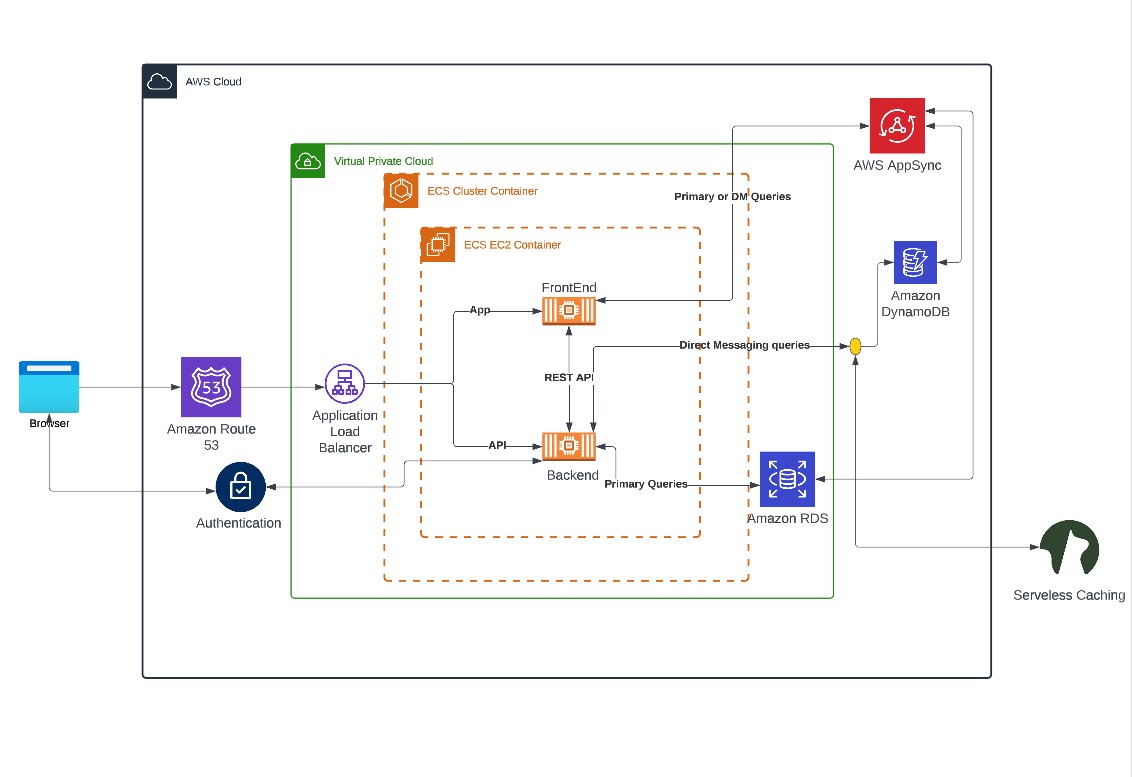 AWS Cloud
AWS AppSync
Virtual Private Cloud
ECS Cluster Container
Primary or DM Queries
ECS EC2 Container
FrontEnd
Amazon
DynamoDB
App
Direct Messaging queries
REST API
53
Browser
Amazon Route
53
Application
Load
Balancer
API
Backend
Primary Queries
Authentication
Amazon RDS
Serverless Caching